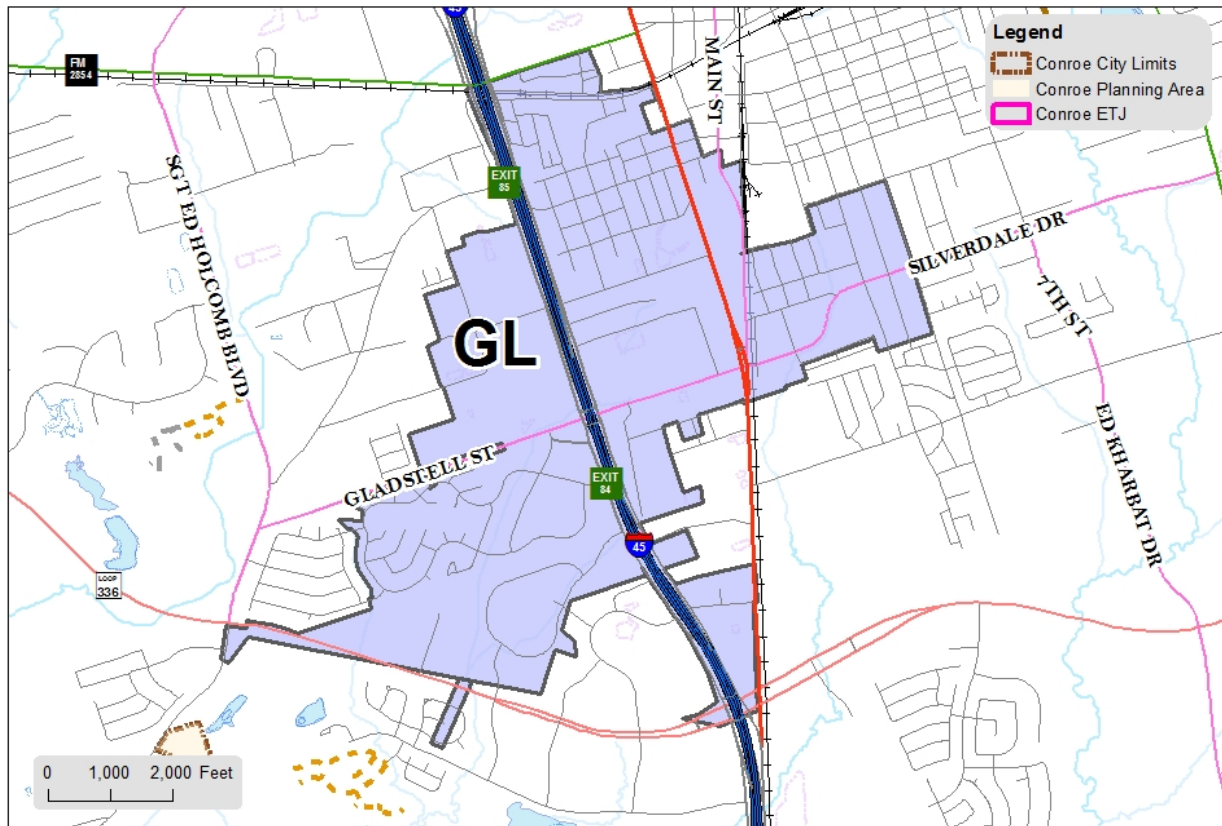 45
Legend
Conroe City Limits
Conroe Planning Area
Conroe ETJ
FM
2854
MAIN ST
EXIT
85
SGT ED HOLCOMB BLVD
SILVERDALE DR
7TH ST
GL
GLADSTELL ST
EXIT
84
ED KHARBAT DR
45
LOOP
336
0 1,000 2,000 Feet